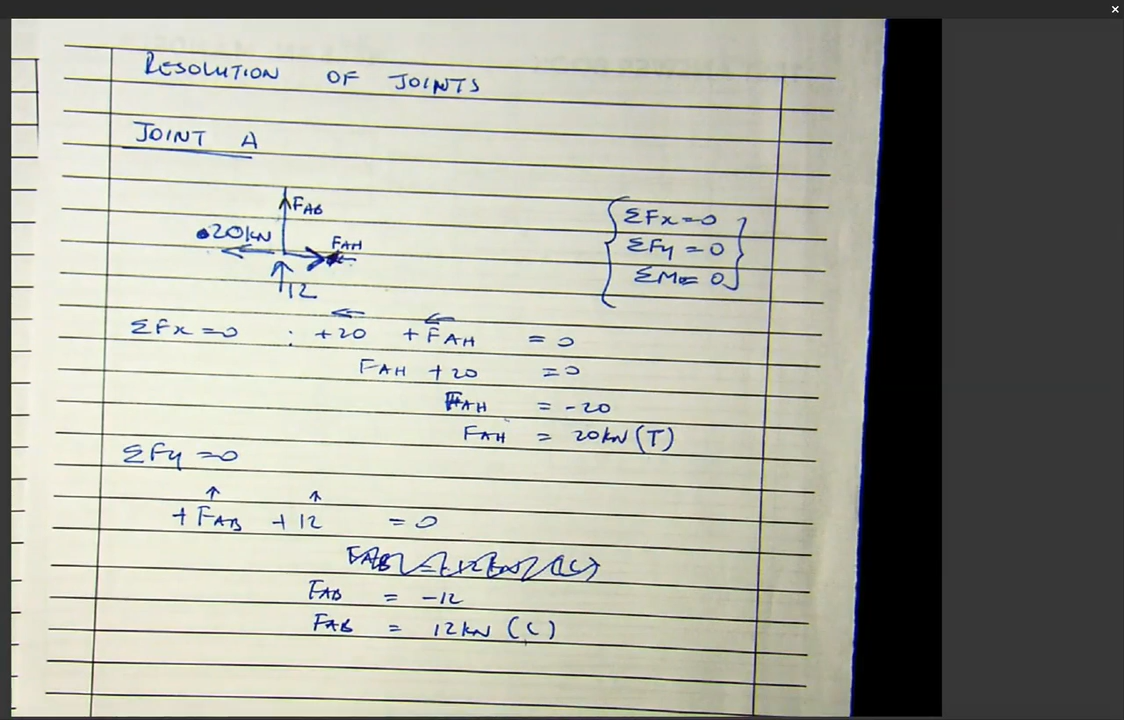 RESOLUTION OF JOINTS
JOINT A
FAB
20kN
FAH
12
ΣFx=0
ΣFy=0
ΣM=0
ΣFx=0 : +20 +FAH = 0
FAH +20 =0
FAH = -20
FAH = 20kN(T)
ΣFy=0
+FAB +12 =0
FAB = -12
FAB = 12kN (C)